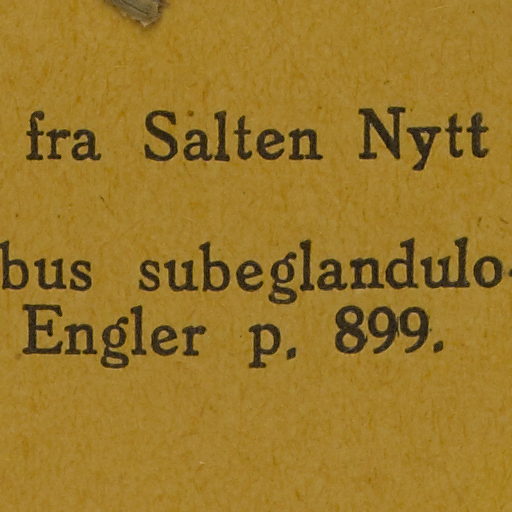 fra Salten Nytt
bus subeglandulo-
Engler p. 899.